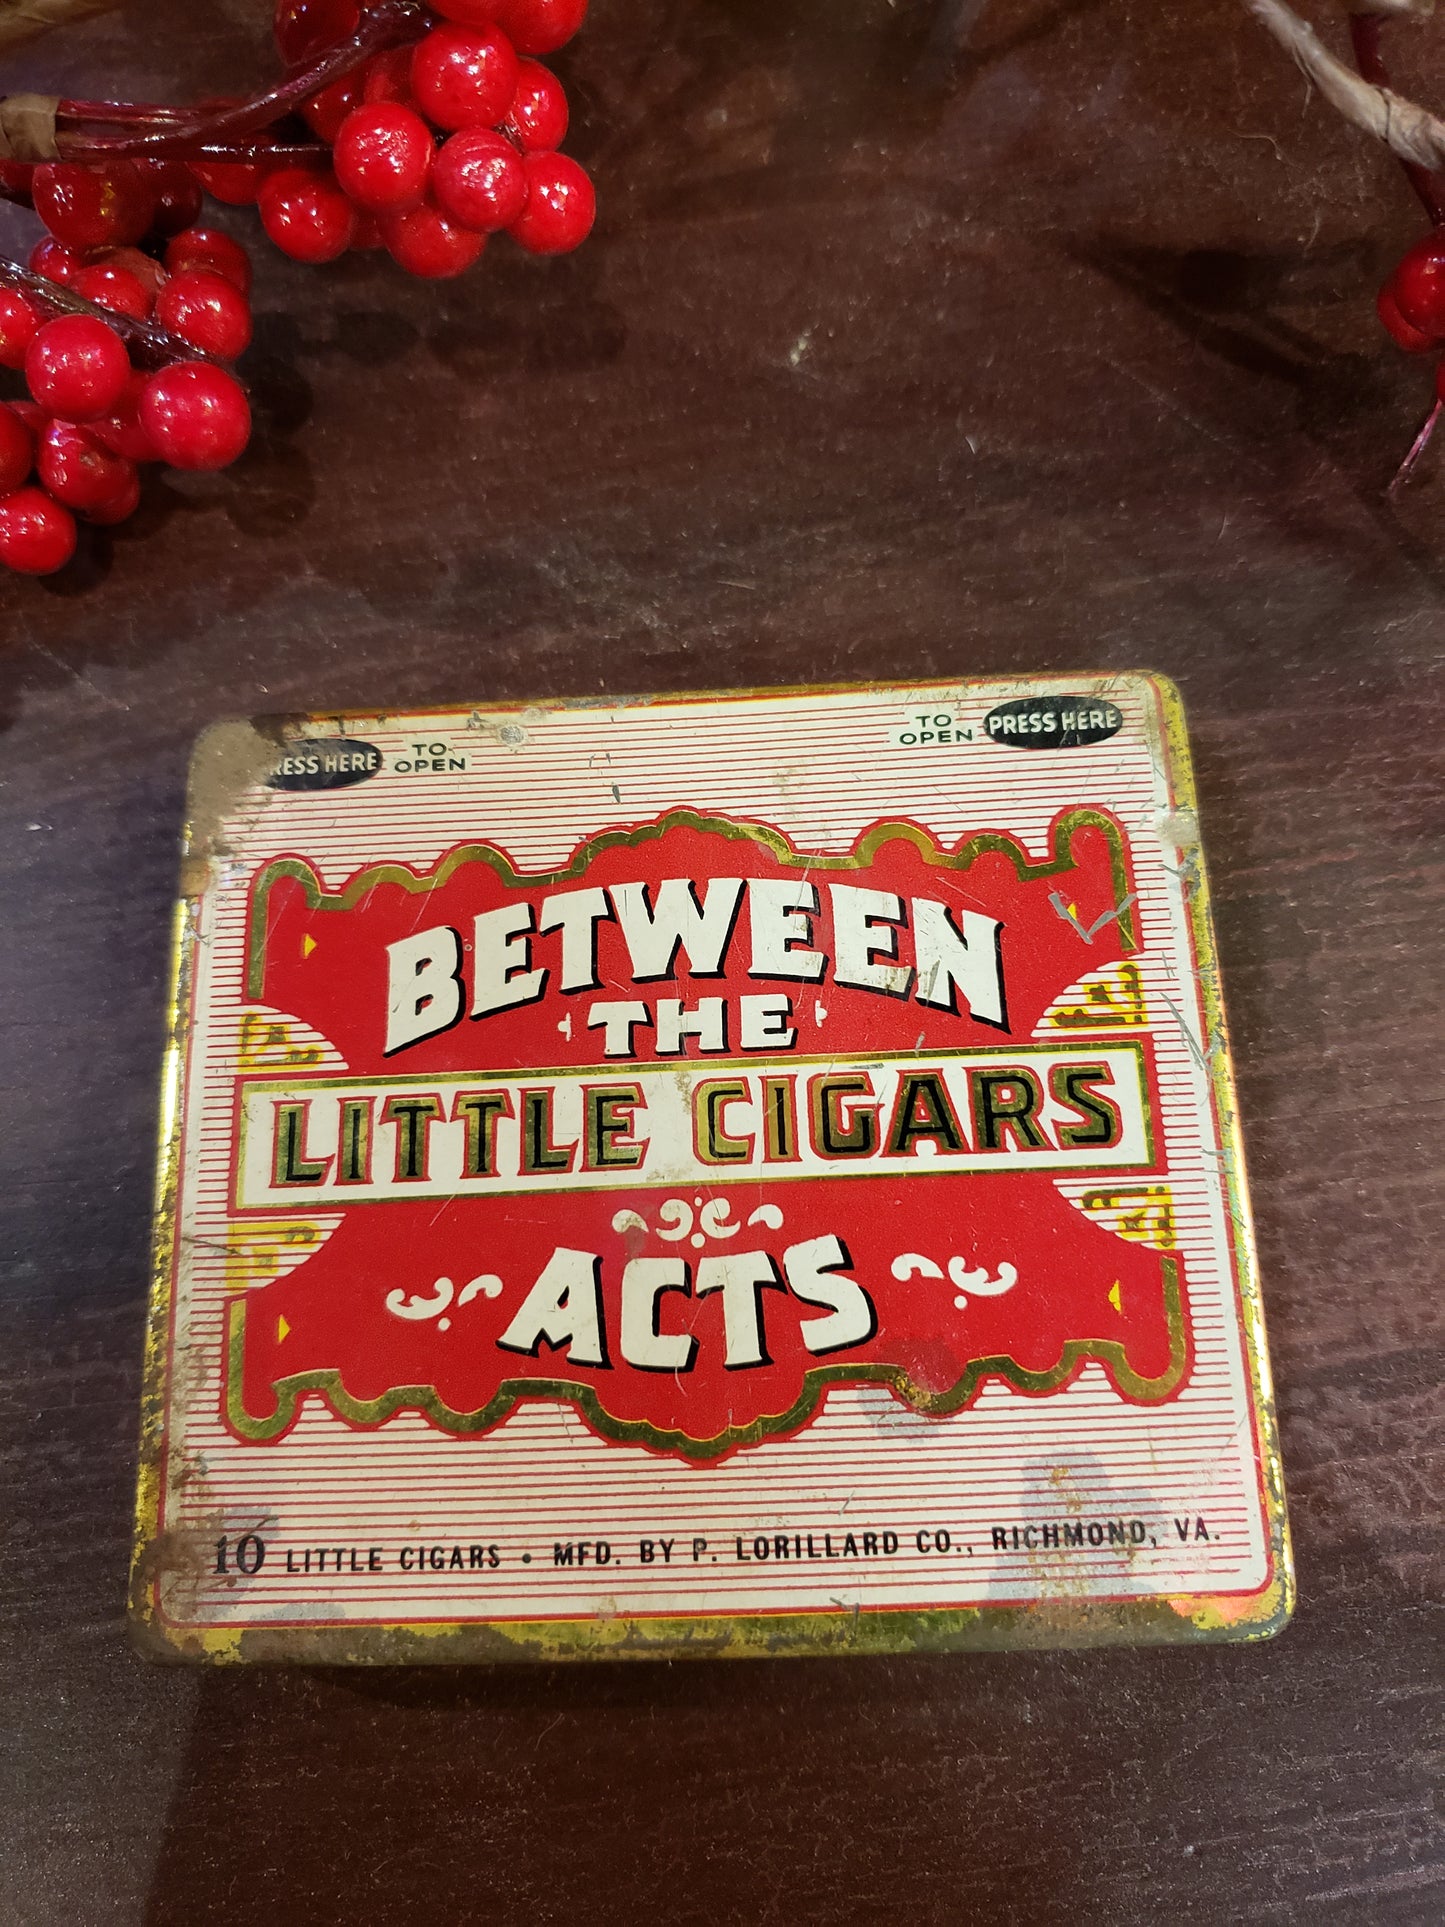 PRESS HERE TO OPEN
TO OPEN PRESS HERE
BETWEEN
THE
LITTLE CIGARS
ACTS
10 LITTLE CIGARS • MFD. BY P. LORILLARD CO., RICHMOND, VA.